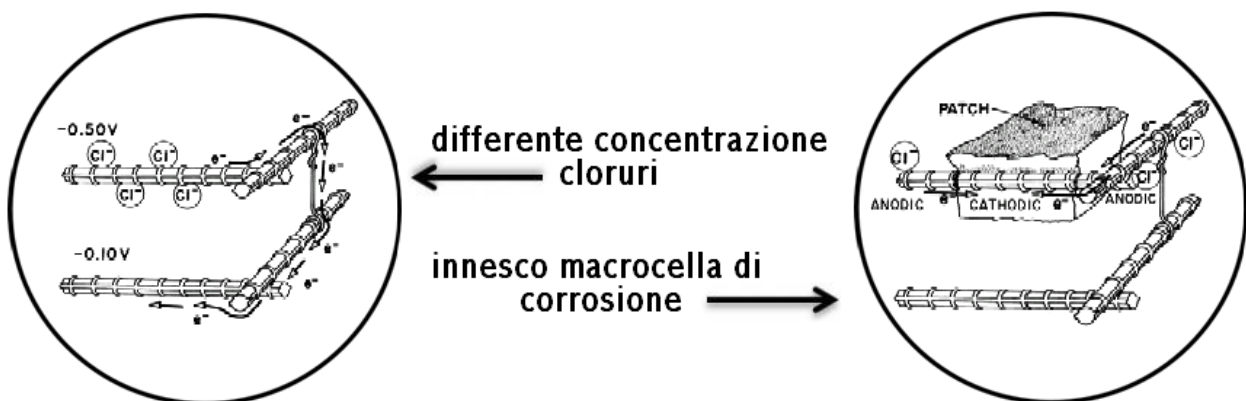 -0.50V
Cl⁻
Cl⁻
Cl⁻
Cl⁻
e⁻
e⁻
e⁻
e⁻
e⁻
e⁻
-0.10V
differente concentrazione
cloruri
innesco macrocella di
corrosione
PATCH
Cl⁻
Cl⁻
Cl⁻
e⁻
e⁻
e⁻
ANODIC
CATHODIC
ANODIC